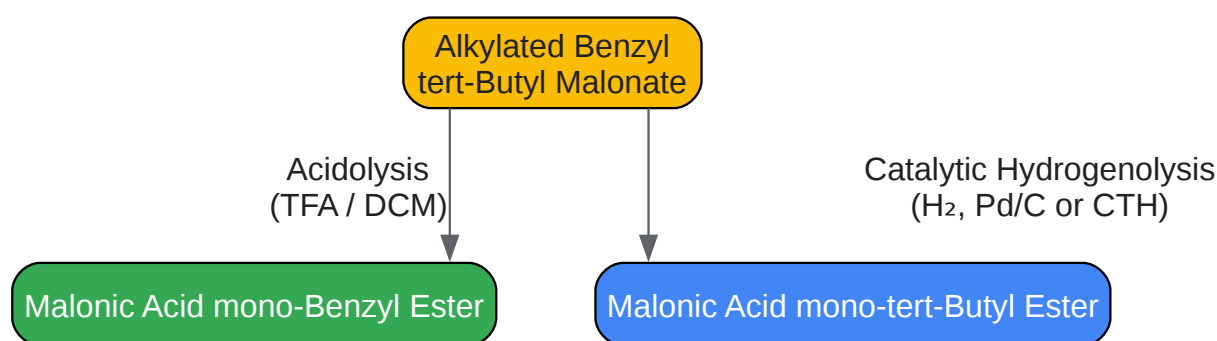 Alkylated Benzyl
tert-Butyl Malonate
Acidolysis
(TFA / DCM)
Catalytic Hydrogenolysis
(H₂, Pd/C or CTH)
Malonic Acid mono-Benzyl Ester
Malonic Acid mono-tert-Butyl Ester